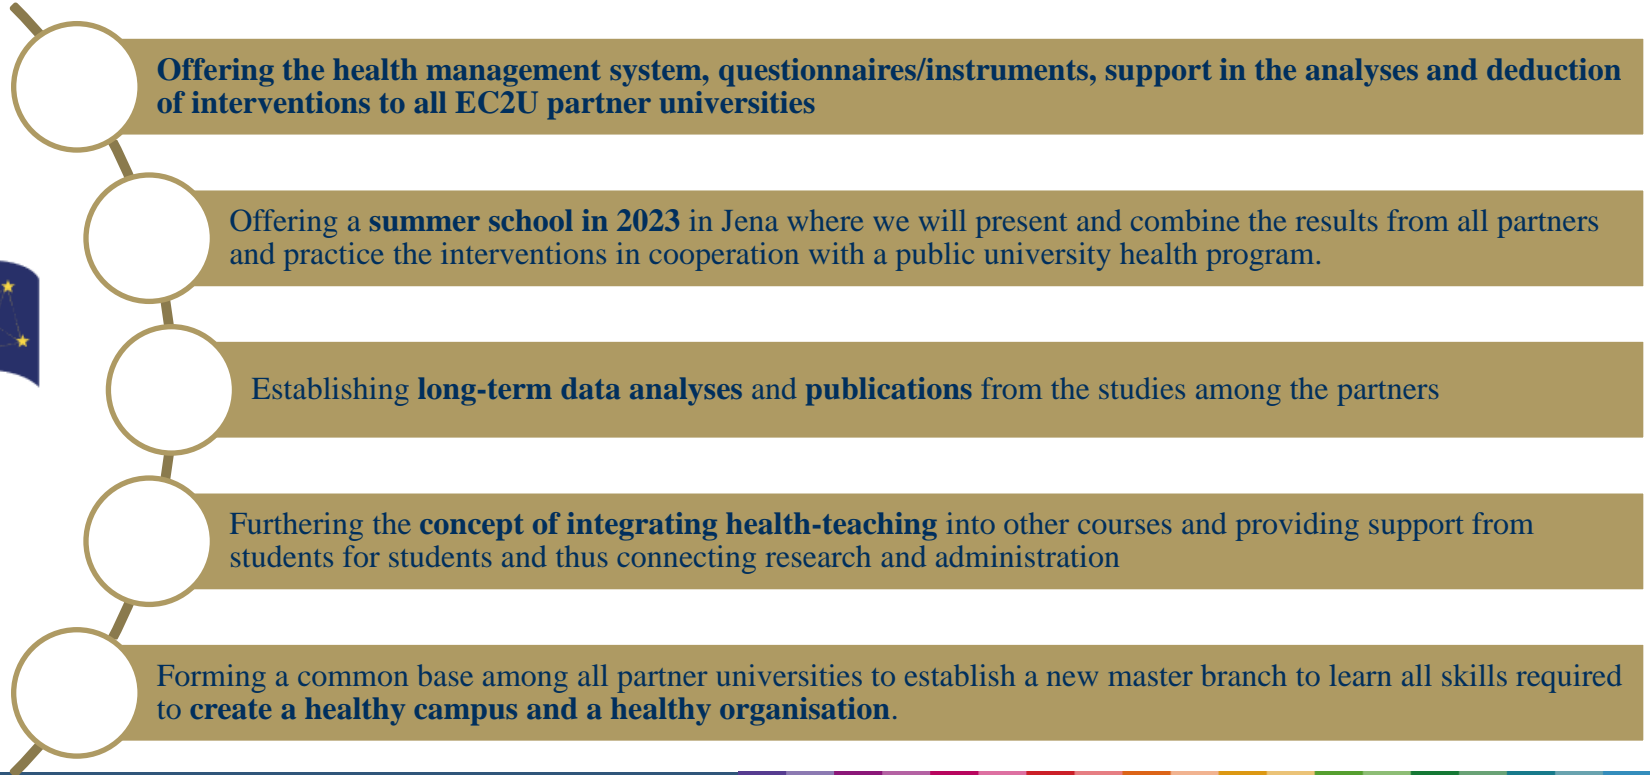 Offering the health management system, questionnaires/instruments, support in the analyses and deduction
of interventions to all EC2U partner universities
Offering a summer school in 2023 in Jena where we will present and combine the results from all partners
and practice the interventions in cooperation with a public university health program.
Establishing long-term data analyses and publications from the studies among the partners
Furthering the concept of integrating health-teaching into other courses and providing support from
students for students and thus connecting research and administration
Forming a common base among all partner universities to establish a new master branch to learn all skills required
to create a healthy campus and a healthy organisation.